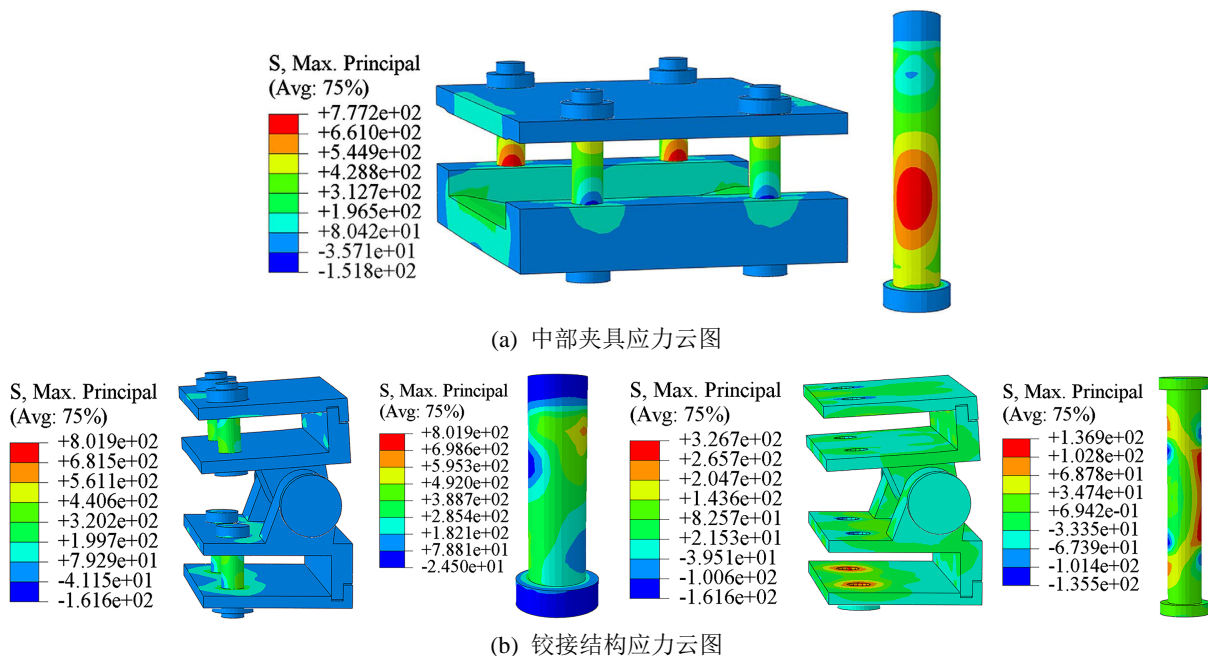 S, Max. Principal
(Avg: 75%)
+7.772e+02
+6.610e+02
+5.449e+02
+4.288e+02
+3.127e+02
+1.965e+02
+8.042e+01
-3.571e+01
-1.518e+02
(a) 中部夹具应力云图
S, Max. Principal
(Avg: 75%)
+8.019e+02
+6.815e+02
+5.611e+02
+4.406e+02
+3.202e+02
+1.997e+02
+7.929e+01
-4.115e+01
-1.616e+02
S, Max. Principal
(Avg: 75%)
+8.019e+02
+6.986e+02
+5.953e+02
+4.920e+02
+3.887e+02
+2.854e+02
+1.821e+02
+7.881e+01
-2.450e+01
S, Max. Principal
(Avg: 75%)
+3.267e+02
+2.657e+02
+2.047e+02
+1.436e+02
+8.257e+01
+2.153e+01
-3.951e+01
-1.006e+02
-1.616e+02
S, Max. Principal
(Avg: 75%)
+1.369e+02
+1.028e+02
+6.878e+01
+3.474e+01
+6.942e-01
-3.335e+01
-6.739e+01
-1.014e+02
-1.355e+02
(b) 铰接结构应力云图